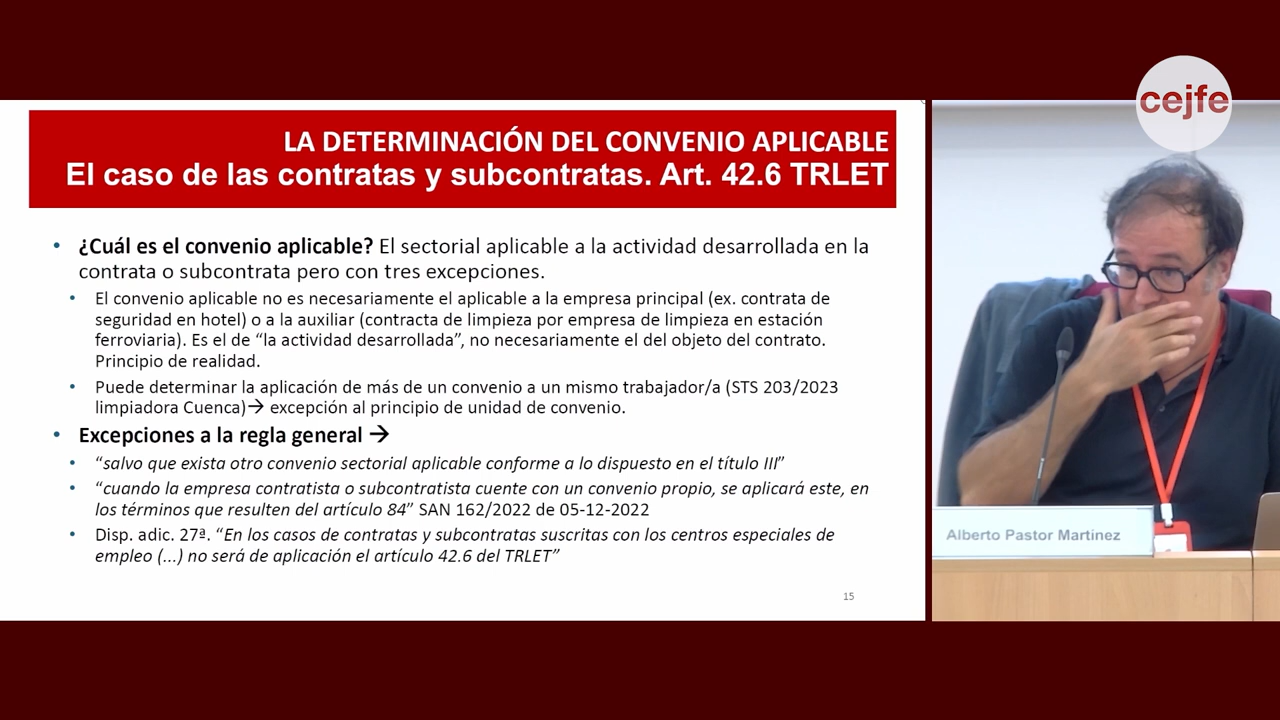 cejfe
LA DETERMINACIÓN DEL CONVENIO APLICABLE
El caso de las contratas y subcontratas. Art. 42.6 TRLET
• ¿Cuál es el convenio aplicable? El sectorial aplicable a la actividad desarrollada en la
contrata o subcontrata pero con tres excepciones.
• El convenio aplicable no es necesariamente el aplicable a la empresa principal (ex. contrata de
seguridad en hotel) o a la auxiliar (contracta de limpieza por empresa de limpieza en estación
ferroviaria). Es el de “la actividad desarrollada”, no necesariamente el del objeto del contrato.
Principio de realidad.
• Puede determinar la aplicación de más de un convenio a un mismo trabajador/a (STS 203/2023
limpiadora Cuenca)→ excepción al principio de unidad de convenio.
• Excepciones a la regla general →
• “salvo que exista otro convenio sectorial aplicable conforme a lo dispuesto en el título III”
• “cuando la empresa contratista o subcontratista cuente con un convenio propio, se aplicará este, en
los términos que resulten del artículo 84” SAN 162/2022 de 05-12-2022
• Disp. adic. 27ª. “En los casos de contratas y subcontratas suscritas con los centros especiales de
empleo (...) no será de aplicación el artículo 42.6 del TRLET”
15
Alberto Pastor Martínez